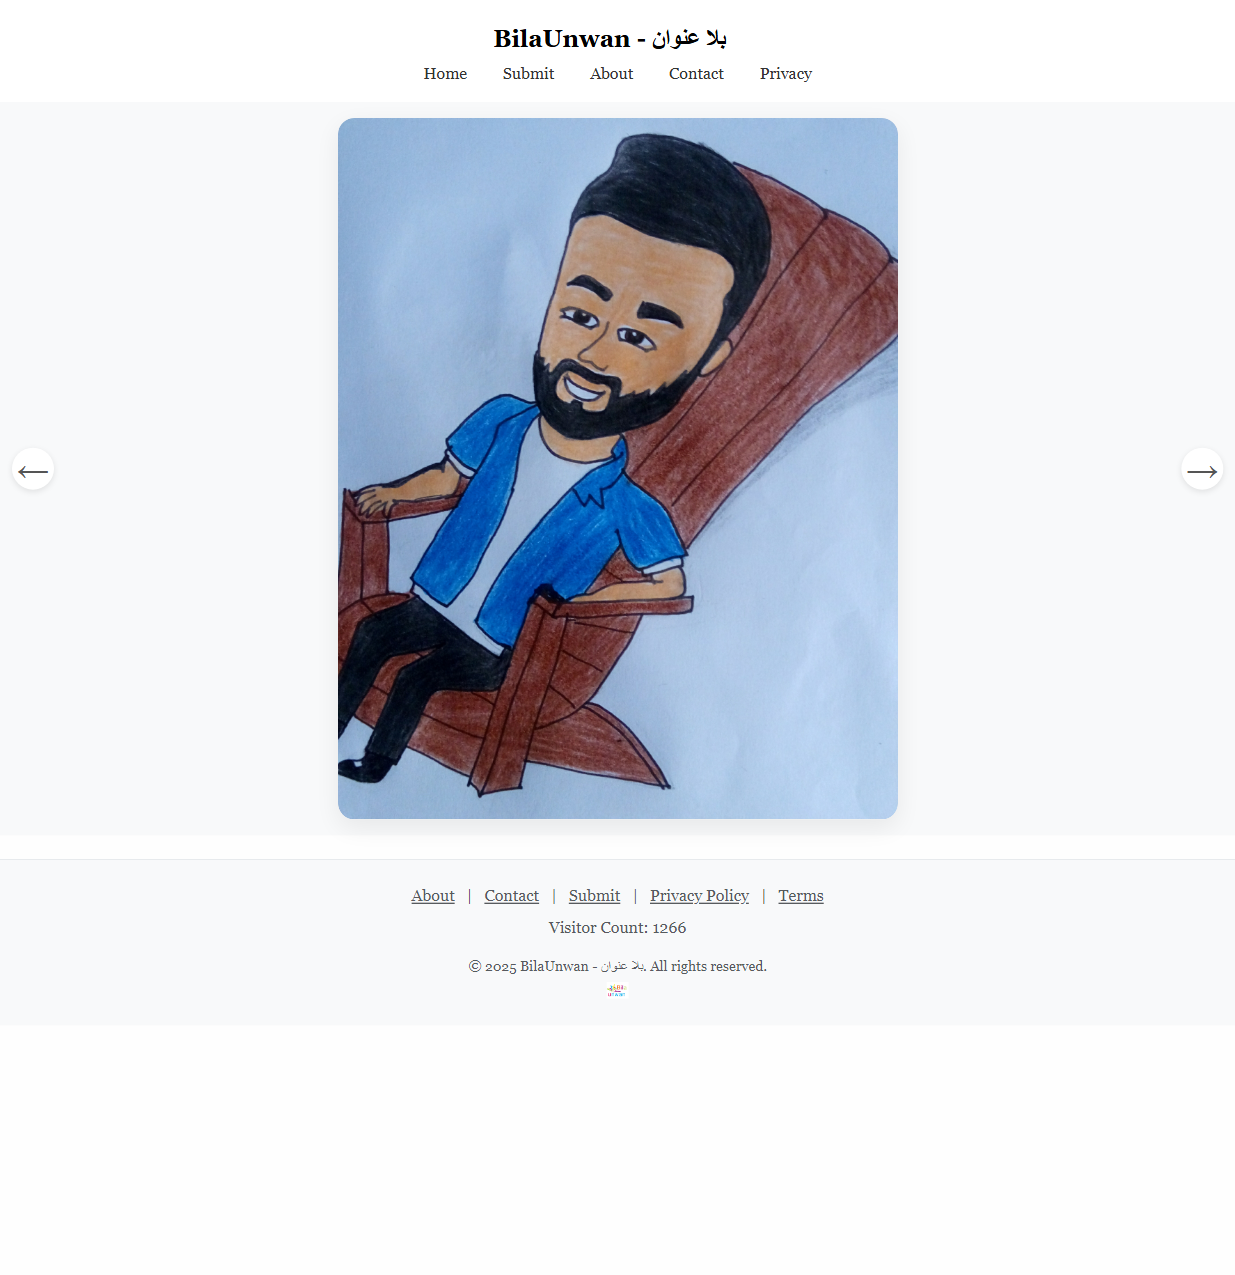 BilaUnwan - بلا عنوان
Home Submit About Contact Privacy
← →
About | Contact | Submit | Privacy Policy | Terms
Visitor Count: 1266
© 2025 BilaUnwan - بلا عنوان. All rights reserved.